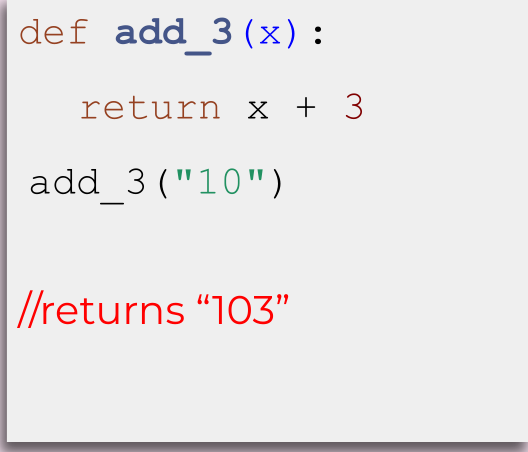 def add_3(x):
return x + 3
add_3("10")
//returns “103”